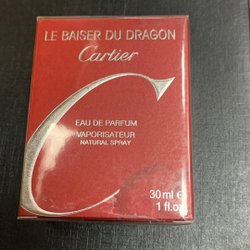 LE BAISER DU DRAGON
Cartier
EAU DE PARFUM
VAPORISATEUR
NATURAL SPRAY
30 ml e
1 fl.oz